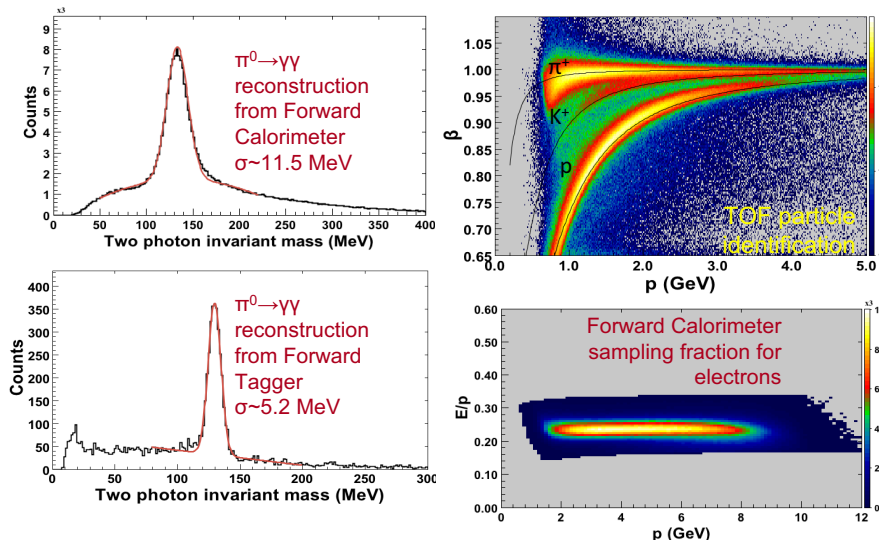 x3
9
8
7
6
5
4
3
2
1
0
Counts
π⁰→γγ
reconstruction
from Forward
Calorimeter
σ~11.5 MeV
0 50 100 150 200 250 300 350 400
Two photon invariant mass (MeV)
1.05
1.00
0.95
0.90
0.85
0.80
0.75
0.70
0.65
β
π⁺
K⁺
p
TOF particle
identification
0.0 1.0 2.0 3.0 4.0 5.0
p (GeV)
400
350
300
250
200
150
100
50
0
Counts
π⁰→γγ
reconstruction
from Forward
Tagger
σ~5.2 MeV
0 50 100 150 200 250 300
Two photon invariant mass (MeV)
0.60
0.50
0.40
0.30
0.20
0.10
0.00
E/p
Forward Calorimeter
sampling fraction for
electrons
0 2 4 6 8 10 12
p (GeV)
x3
8
6
4
2
0